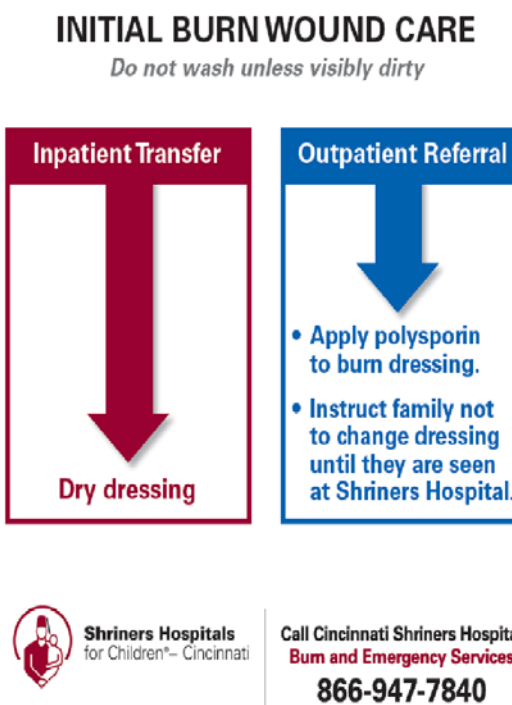 INITIAL BURN WOUND CARE
Do not wash unless visibly dirty
Inpatient Transfer
Dry dressing
Outpatient Referral
• Apply polysporin
to burn dressing.
• Instruct family not
to change dressing
until they are seen
at Shriners Hospital.
Shriners Hospitals
for Children®– Cincinnati
Call Cincinnati Shriners Hospita
Burn and Emergency Services
866-947-7840